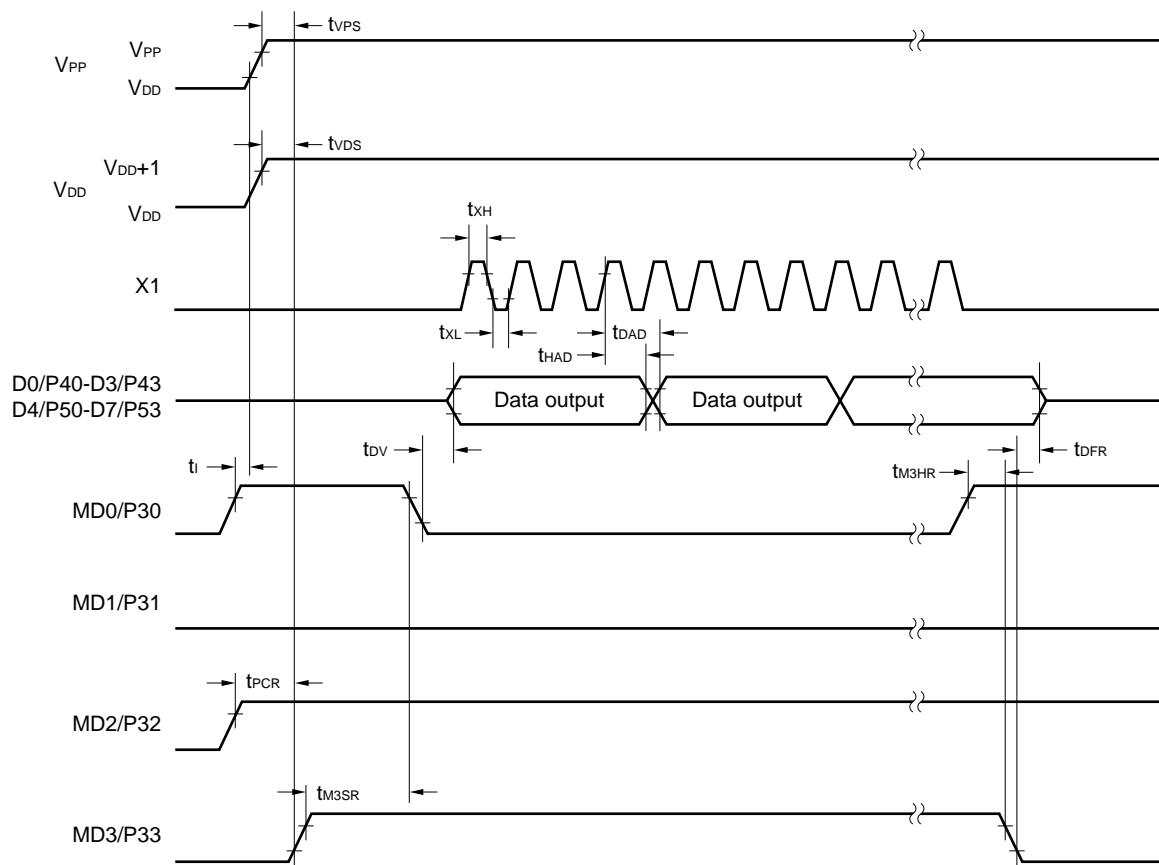 tVPS
VPP
VPP
VDD
tVDS
VDD+1
VDD
VDD
tXH
X1
tXL
tDAD
tHAD
D0/P40-D3/P43
D4/P50-D7/P53
Data output
Data output
tDV
tDFR
tI
tM3HR
MD0/P30
MD1/P31
tPCR
MD2/P32
tM3SR
MD3/P33